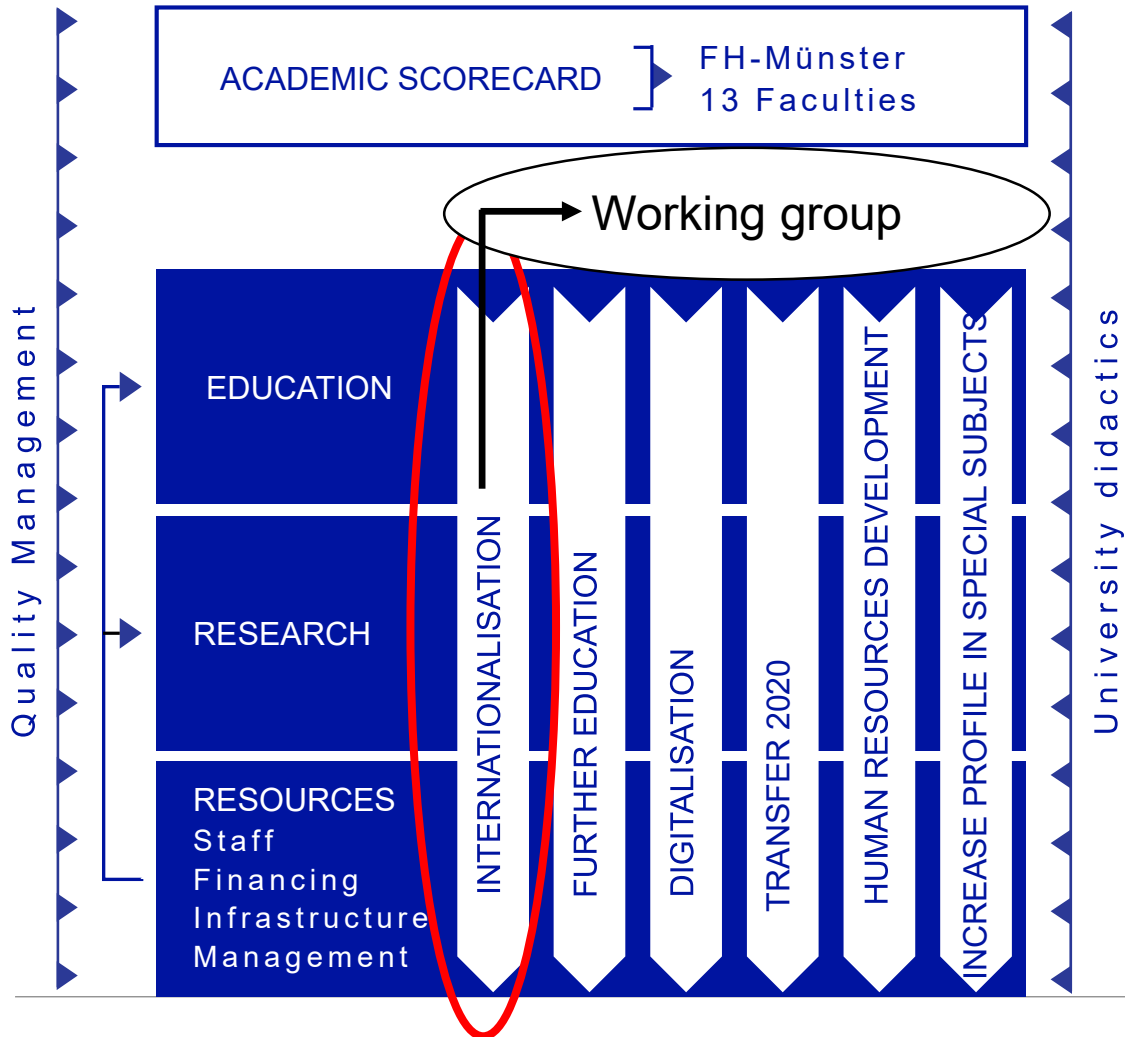 ACADEMIC SCORECARD
FH-Münster
13 Faculties
Working group
Quality Management
EDUCATION
RESEARCH
RESOURCES
Staff
Financing
Infrastructure
Management
INTERNATIONALISATION
FURTHER EDUCATION
DIGITALISATION
TRANSFER 2020
HUMAN RESOURCES DEVELOPMENT
INCREASE PROFILE IN SPECIAL SUBJECTS
University didactics